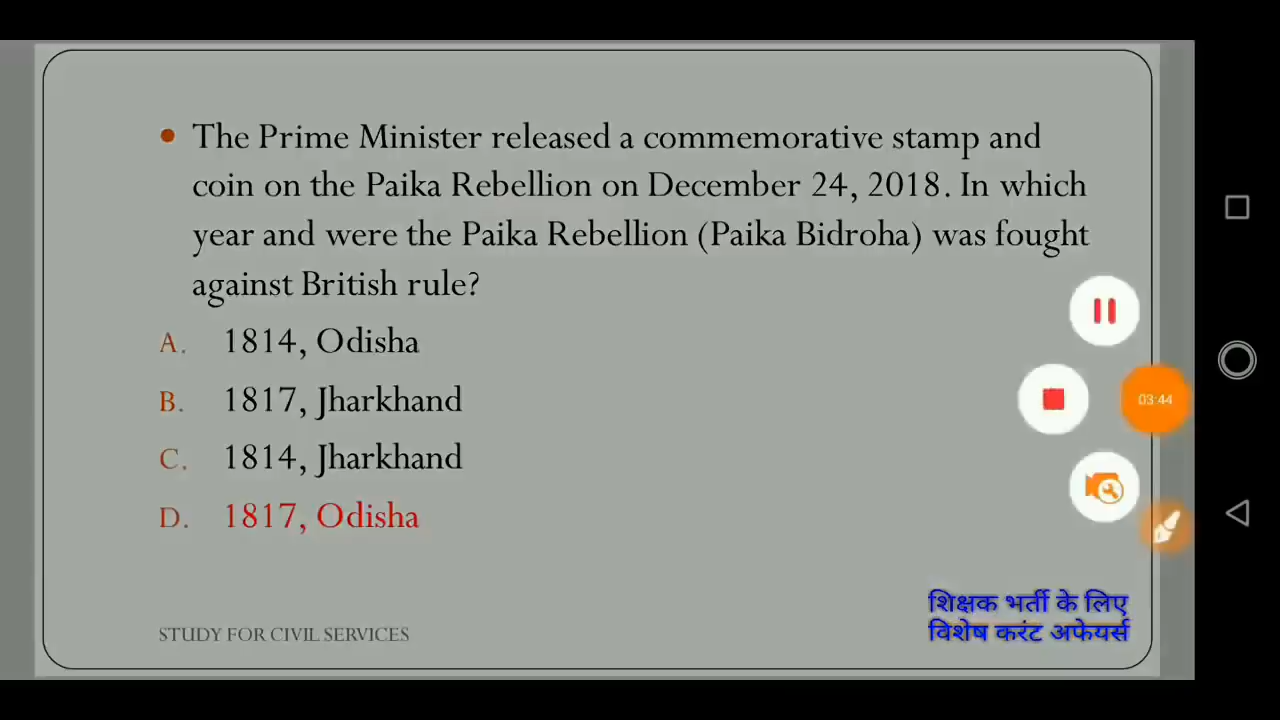 The Prime Minister released a commemorative stamp and
coin on the Paika Rebellion on December 24, 2018. In which
year and were the Paika Rebellion (Paika Bidroha) was fought
against British rule?
A. 1814, Odisha
B. 1817, Jharkhand
C. 1814, Jharkhand
D. 1817, Odisha
03:44
शिक्षक भर्ती के लिए
विशेष करंट अफेयर्स
STUDY FOR CIVIL SERVICES